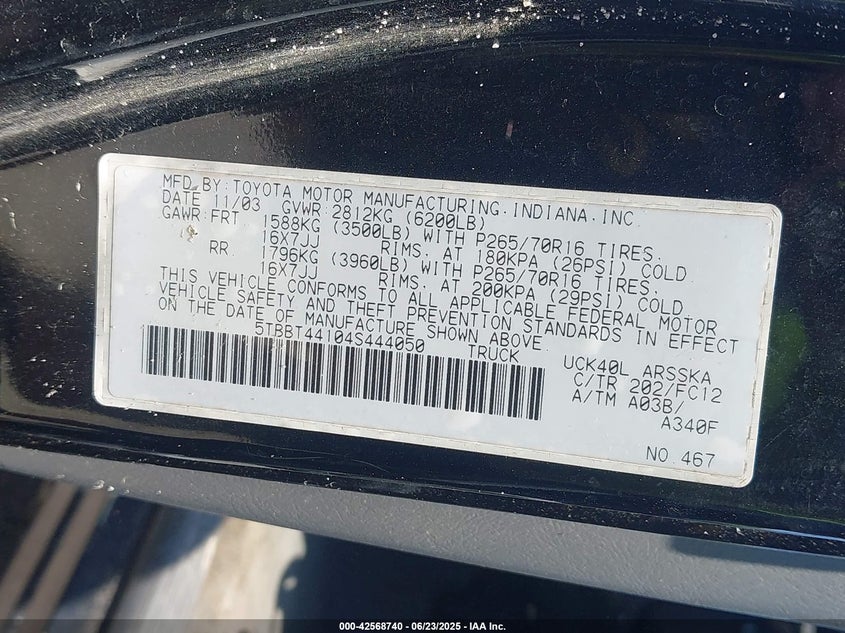 MFD.BY:TOYOTA MOTOR MANUFACTURING.INDIANA.INC.
DATE 11/03 GVWR:2812KG (6200LB)
GAWR:FRT 1588KG (3500LB) WITH P265/70R16 TIRES.
16X7JJ RIMS. AT 180KPA (26PSI) COLD
RR. 1796KG (3960LB) WITH P265/70R16 TIRES.
16X7JJ RIMS. AT 200KPA (29PSI) COLD
THIS VEHICLE CONFORMS TO ALL APPLICABLE FEDERAL MOTOR
VEHICLE SAFETY AND THEFT PREVENTION STANDARDS IN EFFECT
ON THE DATE OF MANUFACTURE SHOWN ABOVE.
5TBBT44104S444050 TRUCK
UCK40L ARSSKA
C/TR 202/FC12
A/TM A03B/
A340F
NO.467
000-42568740 | 06/23/2025 - IAA Inc.